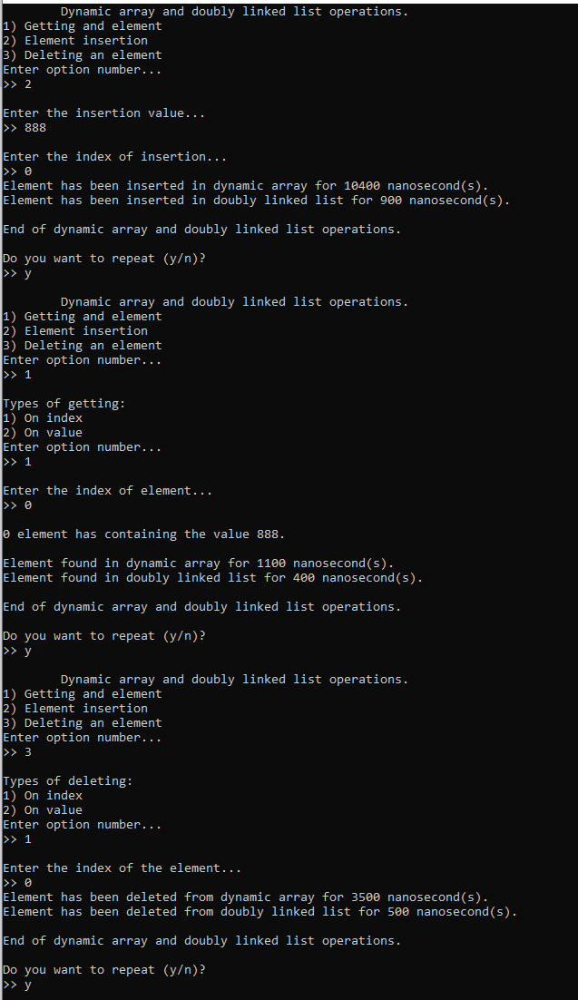 Dynamic array and doubly linked list operations.
1) Getting and element
2) Element insertion
3) Deleting an element
Enter option number...
>> 2
Enter the insertion value...
>> 888
Enter the index of insertion...
>> 0
Element has been inserted in dynamic array for 10400 nanosecond(s).
Element has been inserted in doubly linked list for 900 nanosecond(s).
End of dynamic array and doubly linked list operations.
Do you want to repeat (y/n)?
>> y
Dynamic array and doubly linked list operations.
1) Getting and element
2) Element insertion
3) Deleting an element
Enter option number...
>> 1
Types of getting:
1) On index
2) On value
Enter option number...
>> 1
Enter the index of element...
>> 0
0 element has containing the value 888.
Element found in dynamic array for 1100 nanosecond(s).
Element found in doubly linked list for 400 nanosecond(s).
End of dynamic array and doubly linked list operations.
Do you want to repeat (y/n)?
>> y
Dynamic array and doubly linked list operations.
1) Getting and element
2) Element insertion
3) Deleting an element
Enter option number...
>> 3
Types of deleting:
1) On index
2) On value
Enter option number...
>> 1
Enter the index of the element...
>> 0
Element has been deleted from dynamic array for 3500 nanosecond(s).
Element has been deleted from doubly linked list for 500 nanosecond(s).
End of dynamic array and doubly linked list operations.
Do you want to repeat (y/n)?
>> y